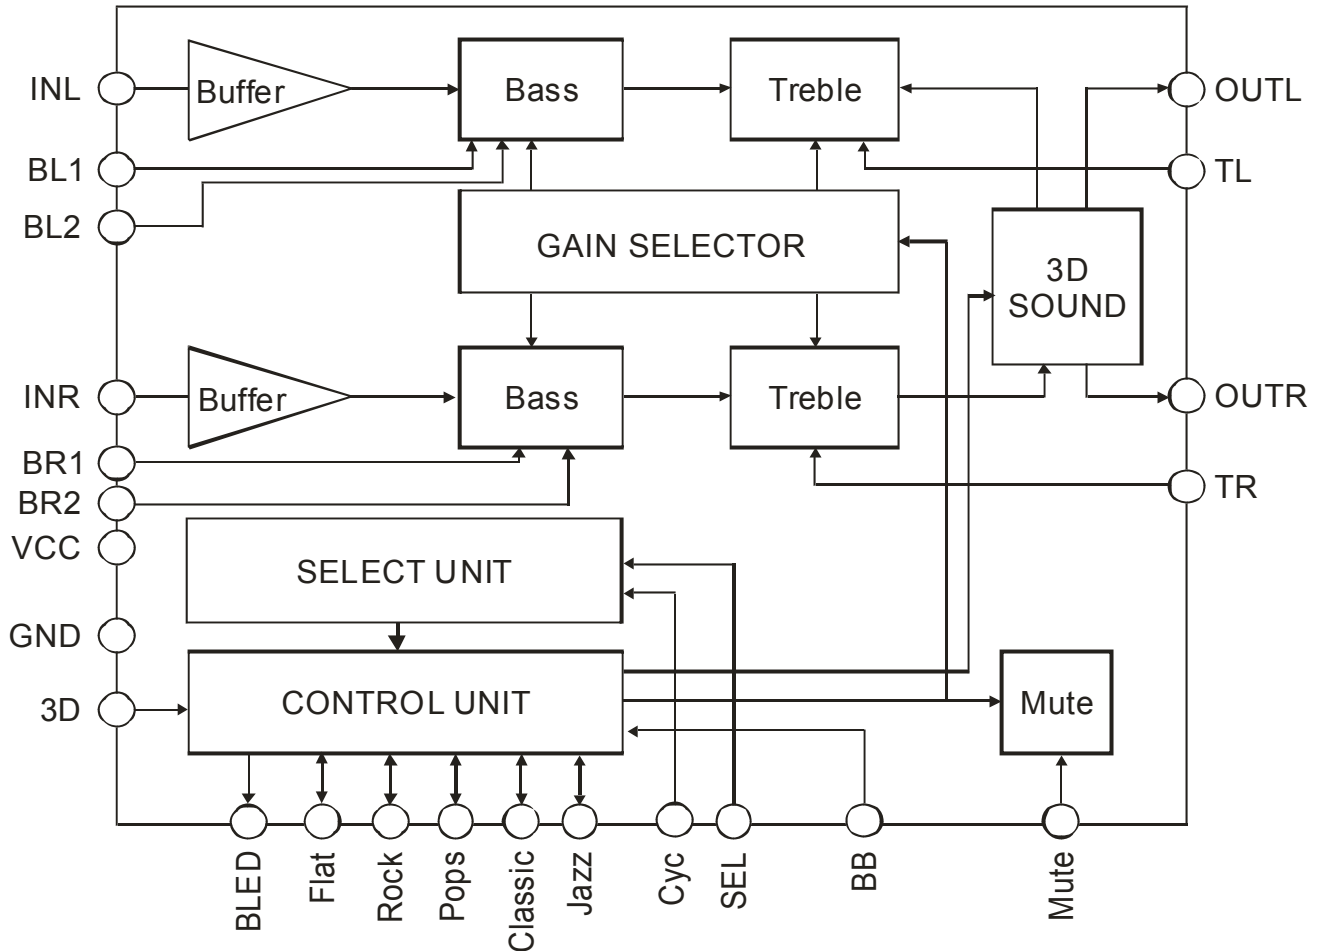 INL
Buffer
Bass
Treble
OUTL
BL1
TL
BL2
GAIN SELECTOR
3D
SOUND
INR
Buffer
Bass
Treble
OUTR
BR1
TR
BR2
VCC
SELECT UNIT
GND
3D
CONTROL UNIT
Mute
BLED
Flat
Rock
Pops
Classic
Jazz
Cyc
SEL
BB
Mute